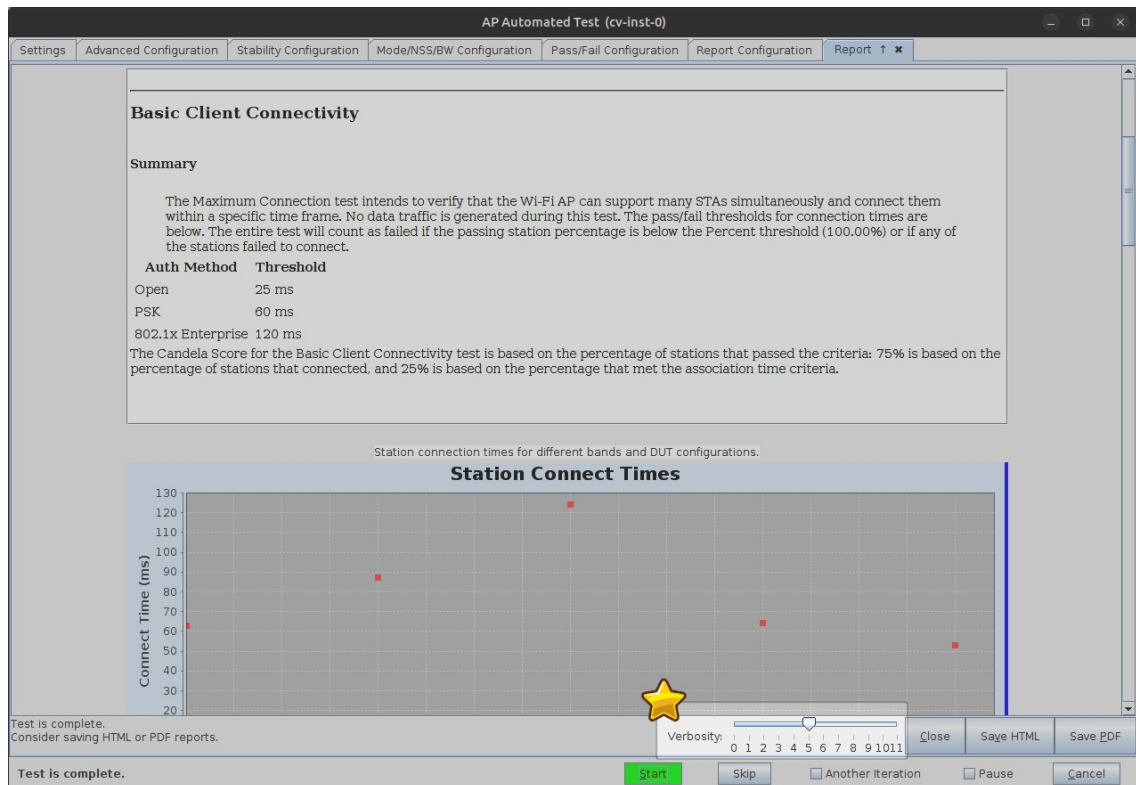 AP Automated Test (cv-inst-0)
Settings Advanced Configuration Stability Configuration Mode/NSS/BW Configuration Pass/Fail Configuration Report Configuration Report ↑ ✖
Basic Client Connectivity
Summary
The Maximum Connection test intends to verify that the Wi-Fi AP can support many STAs simultaneously and connect them
within a specific time frame. No data traffic is generated during this test. The pass/fail thresholds for connection times are
below. The entire test will count as failed if the passing station percentage is below the Percent threshold (100.00%) or if any of
the stations failed to connect.
Auth Method Threshold
Open 25 ms
PSK 60 ms
802.1x Enterprise 120 ms
The Candela Score for the Basic Client Connectivity test is based on the percentage of stations that passed the criteria: 75% is based on the
percentage of stations that connected, and 25% is based on the percentage that met the association time criteria.
Station connection times for different bands and DUT configurations.
Station Connect Times
Connect Time (ms)
130
120
110
100
90
80
70
60
50
40
30
20
Test is complete.
Consider saving HTML or PDF reports.
Verbosity:
0 1 2 3 4 5 6 7 8 9 10 11
Close Save HTML Save PDF
Test is complete.
Start Skip Another Iteration Pause Cancel